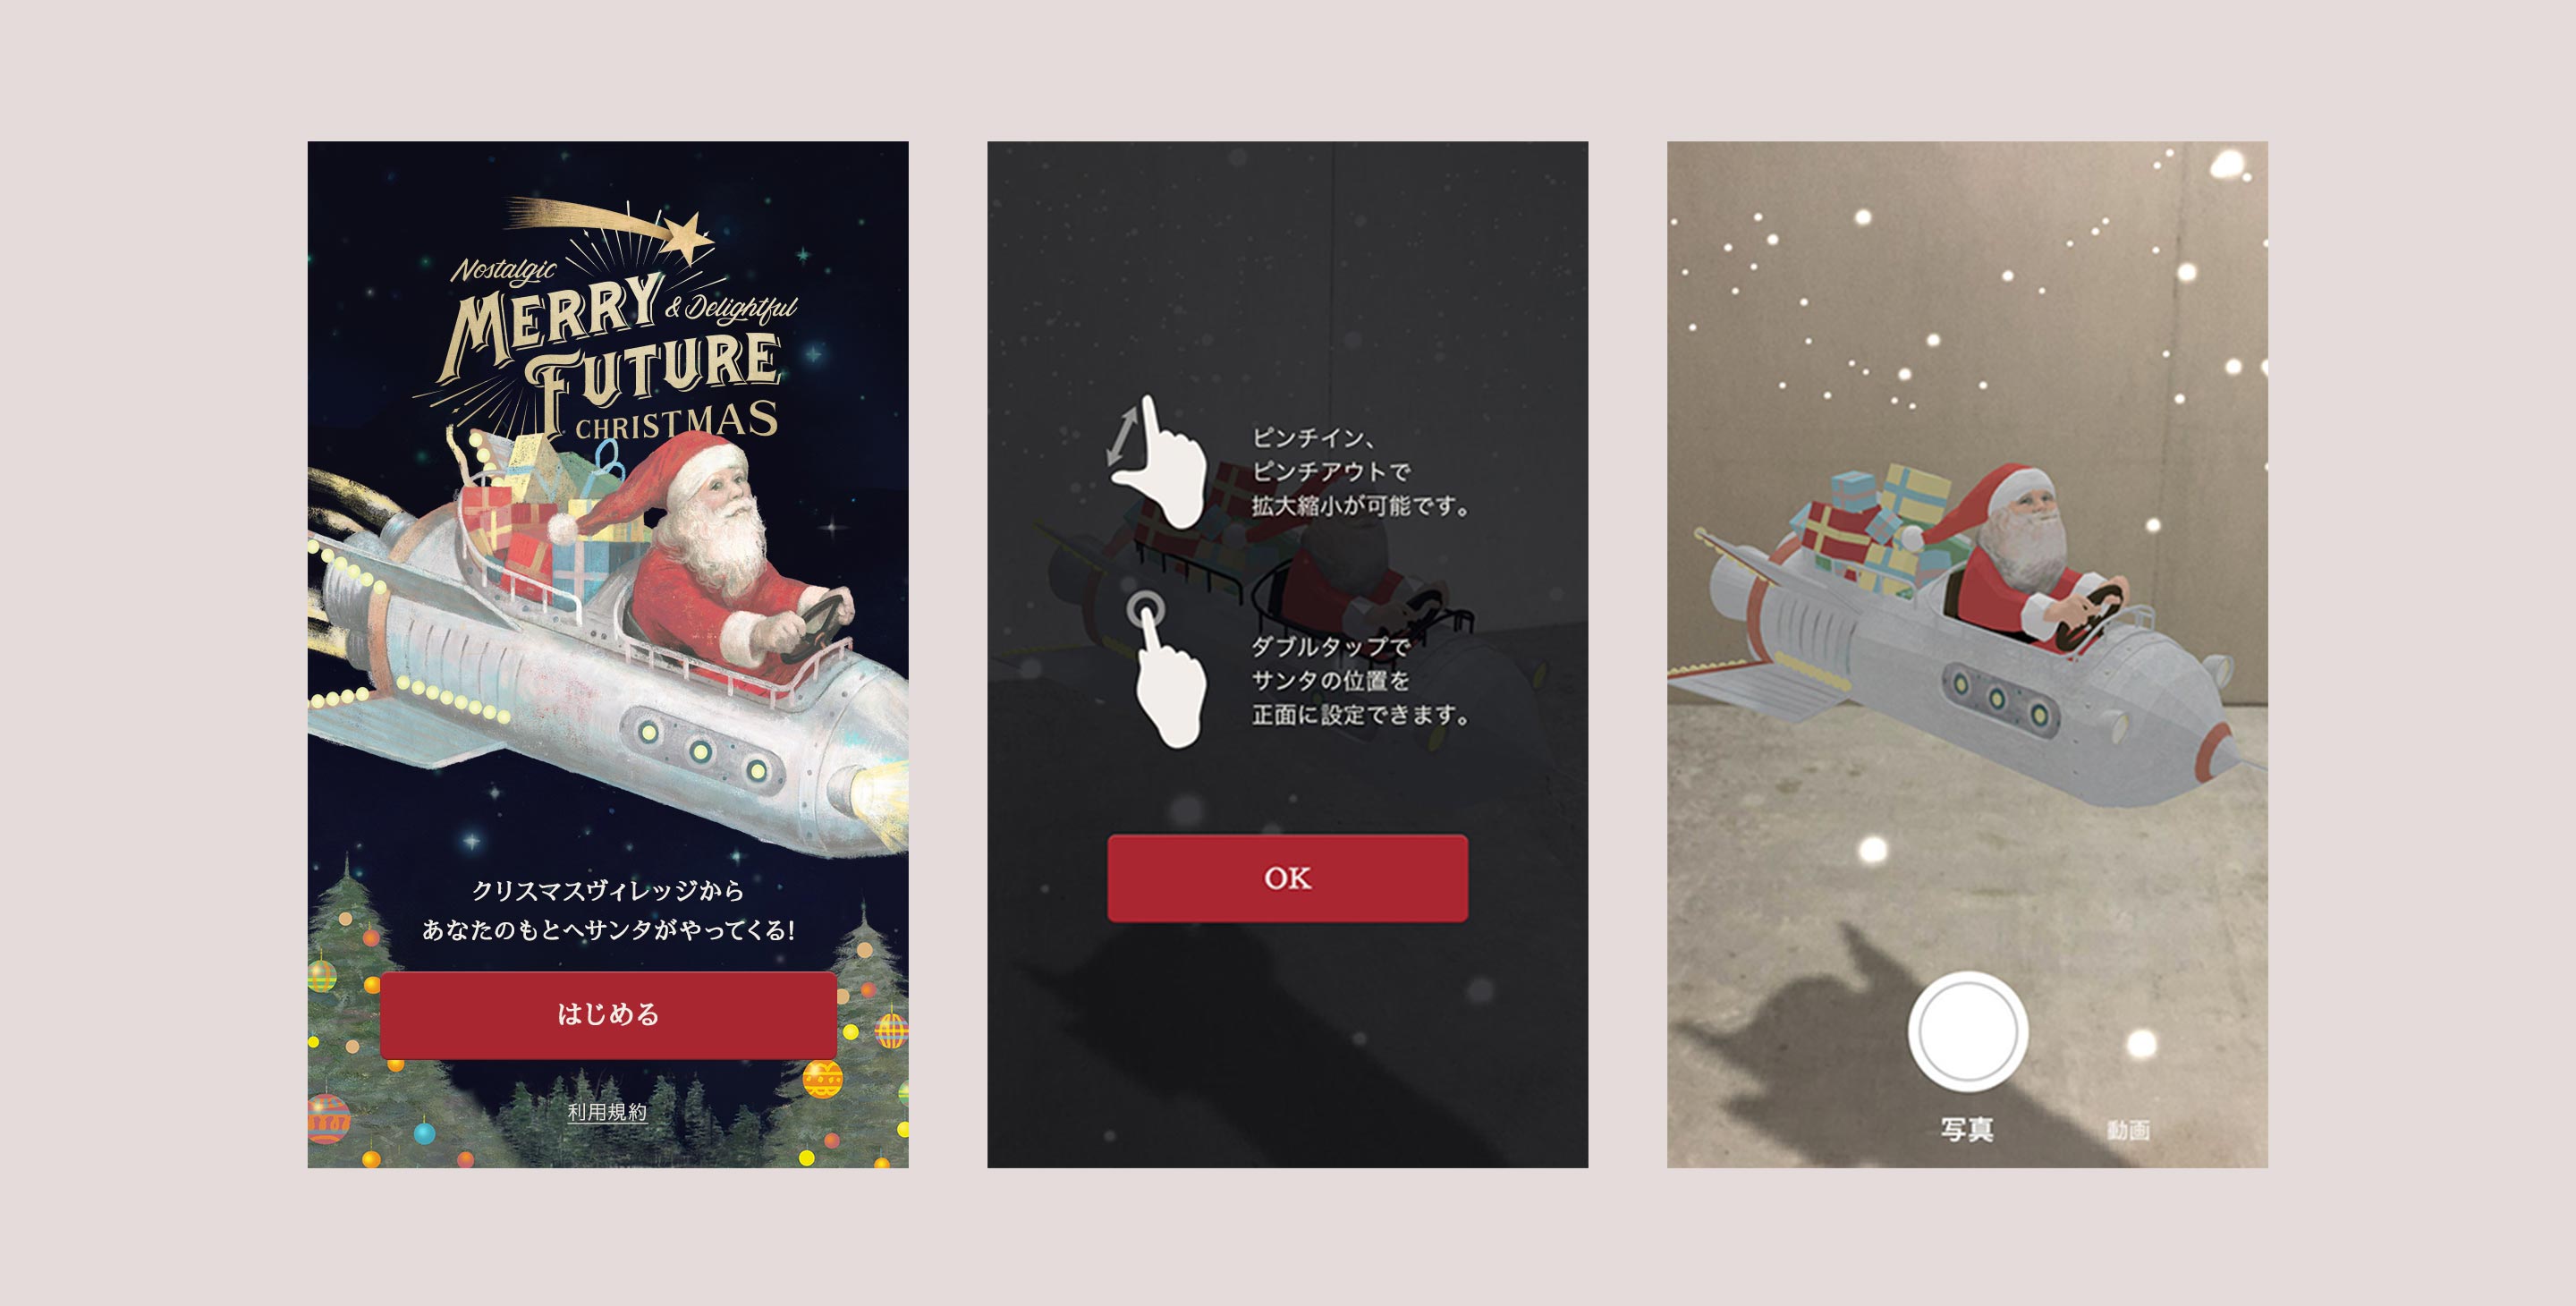 Nostalgic
MERRY
& Delightful
FUTURE
CHRISTMAS
クリスマスヴィレッジから
あなたのもとへサンタがやってくる!
はじめる
利用規約
ピンチイン、
ピンチアウトで
拡大縮小が可能です。
ダブルタップで
サンタの位置を
正面に設定できます。
OK
写真
動画